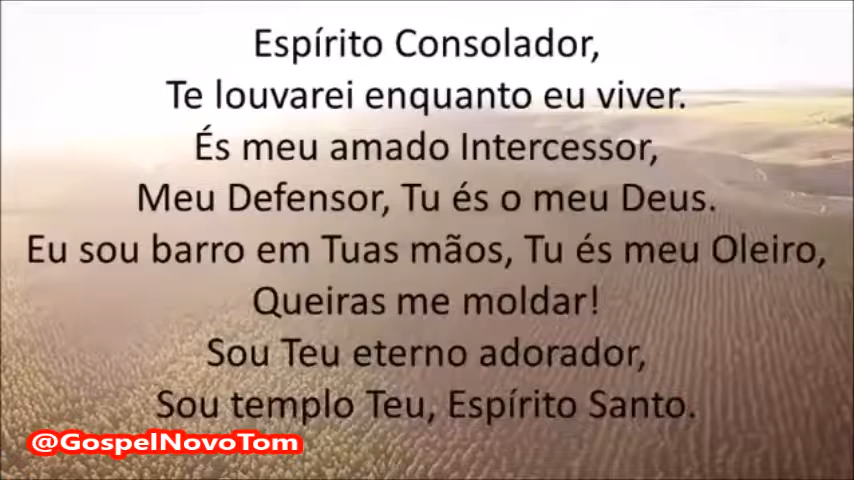 Espírito Consolador,
Te louvarei enquanto eu viver.
És meu amado Intercessor,
Meu Defensor, Tu és o meu Deus.
Eu sou barro em Tuas mãos, Tu és meu Oleiro,
Queiras me moldar!
Sou Teu eterno adorador,
Sou templo Teu, Espírito Santo.
@GospelNovoTom